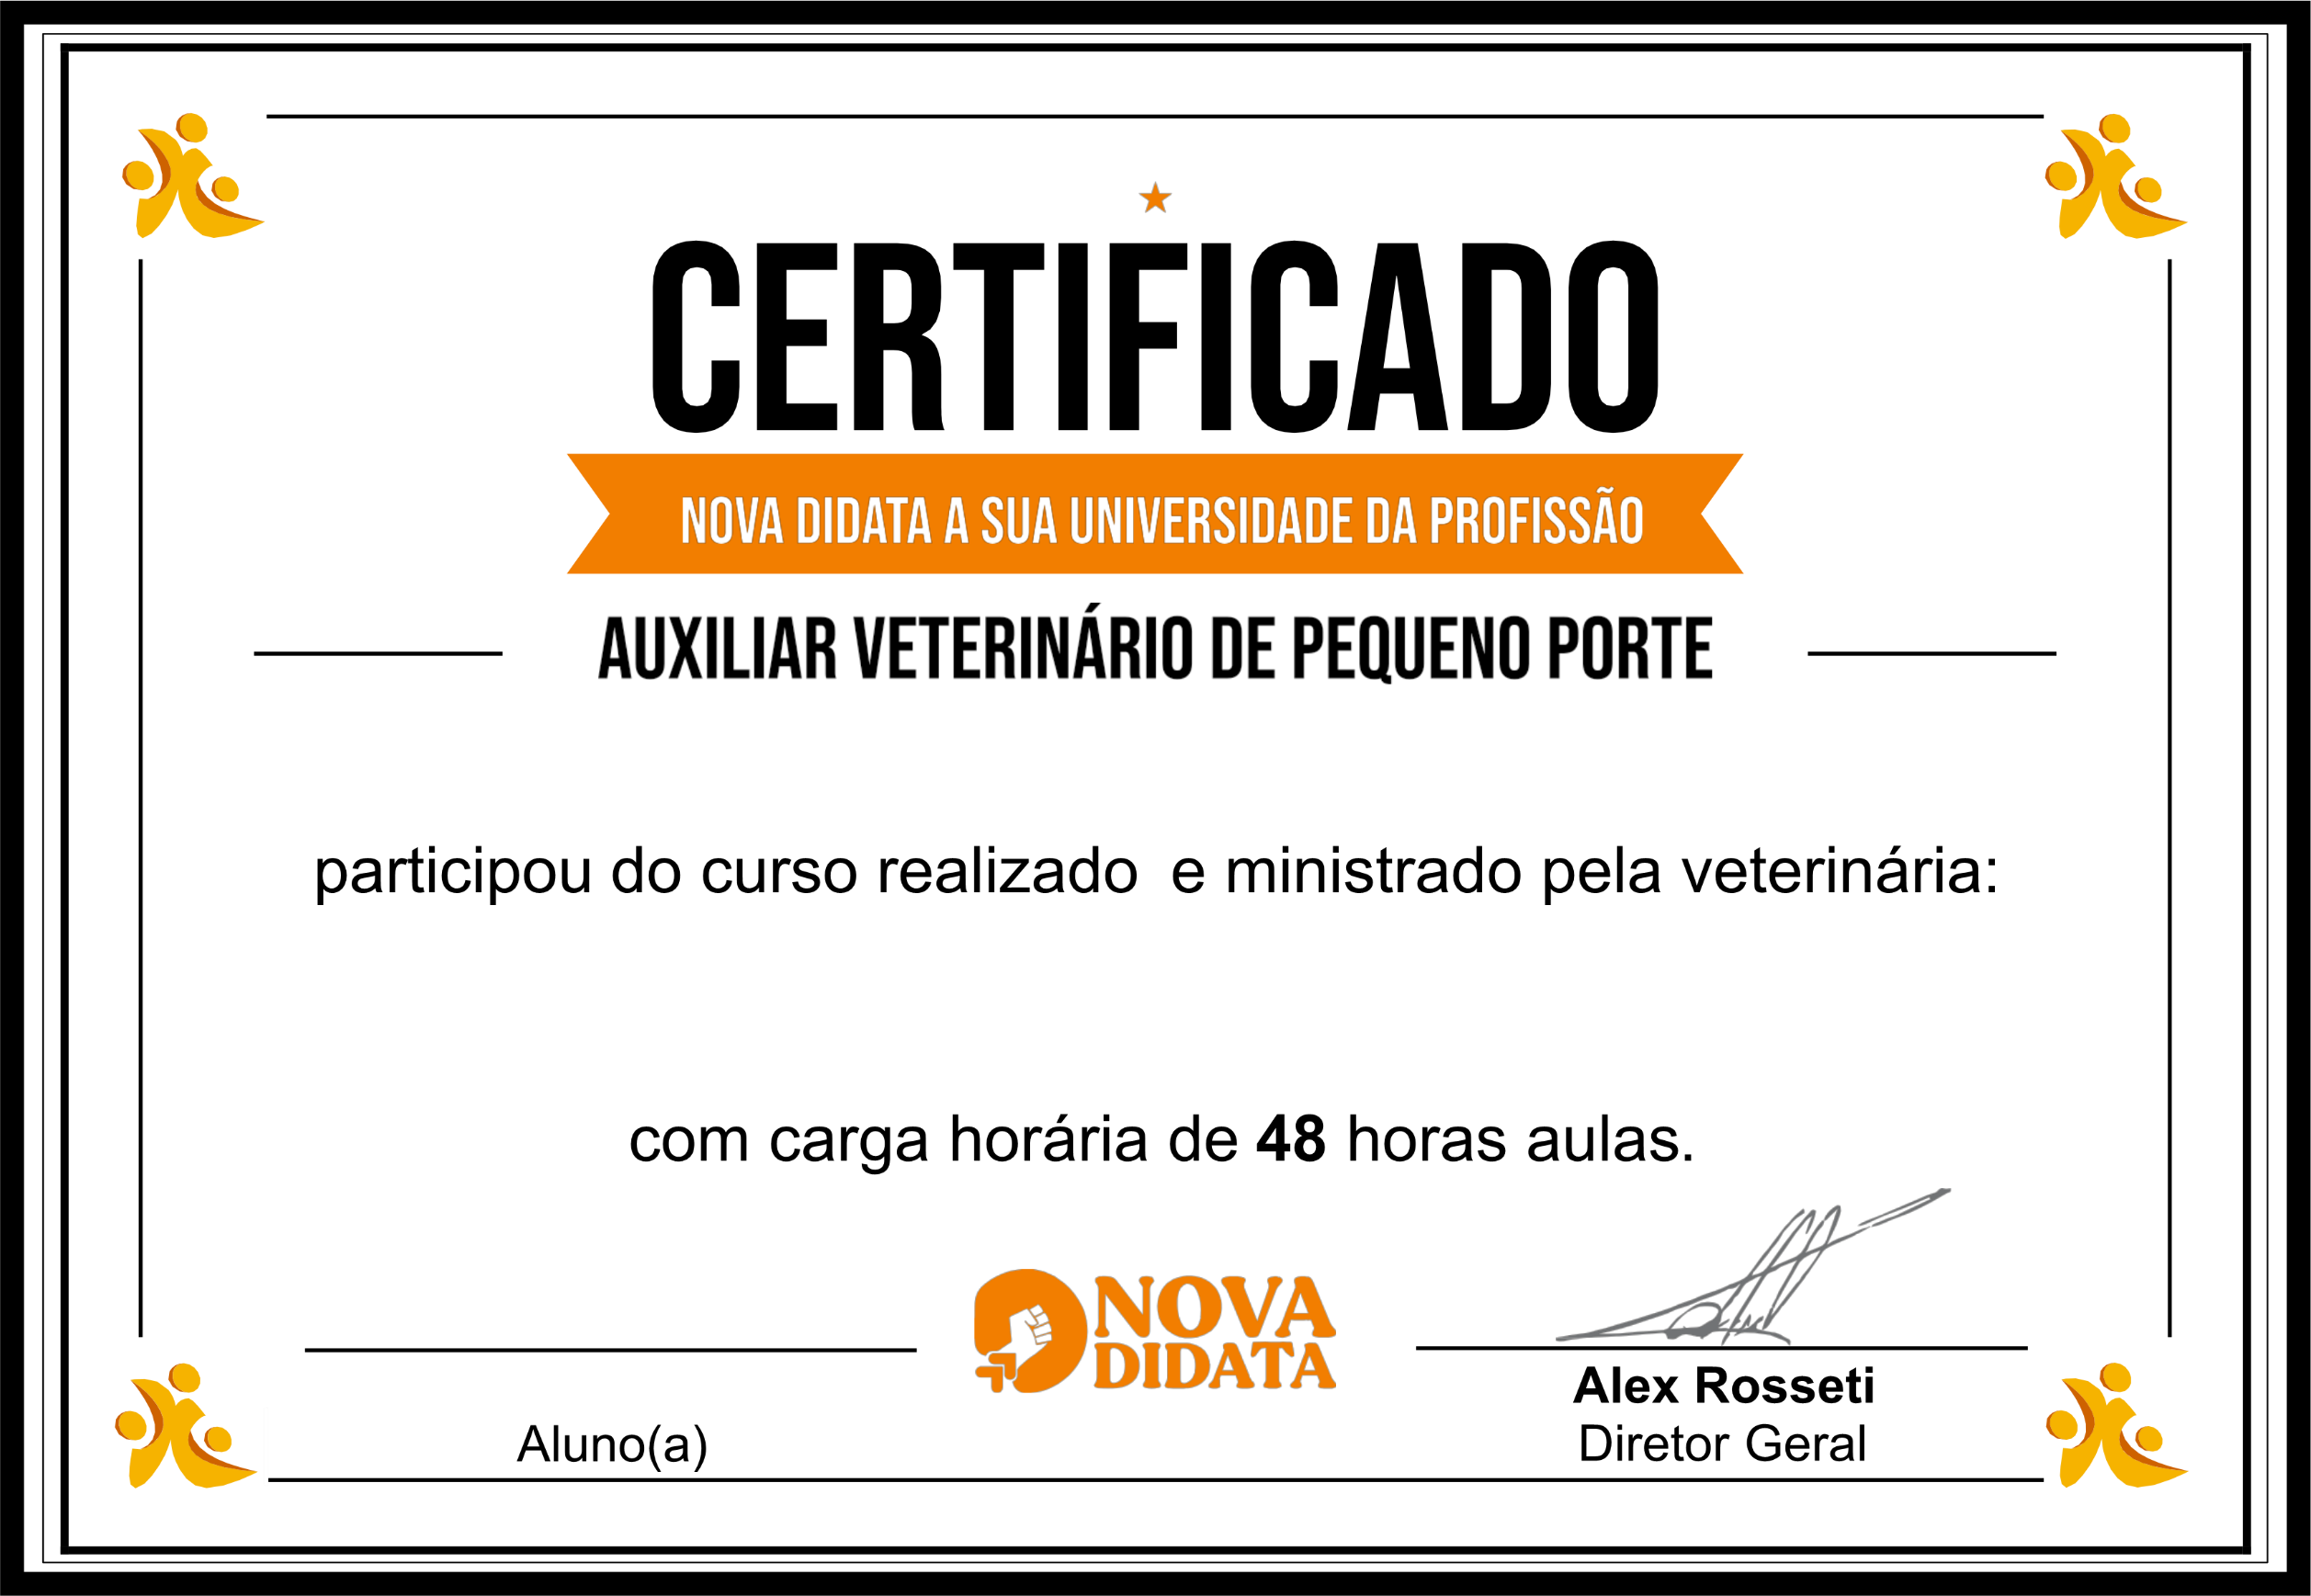 CERTIFICADO
NOVA DIDATA A SUA UNIVERSIDADE DA PROFISSÃO
AUXILIAR VETERINÁRIO DE PEQUENO PORTE
participou do curso realizado  e ministrado pela veterinária:
com carga horária de 48 horas aulas.
NOVA
DIDATA
Aluno(a)
Alex Rosseti
Diretor Geral